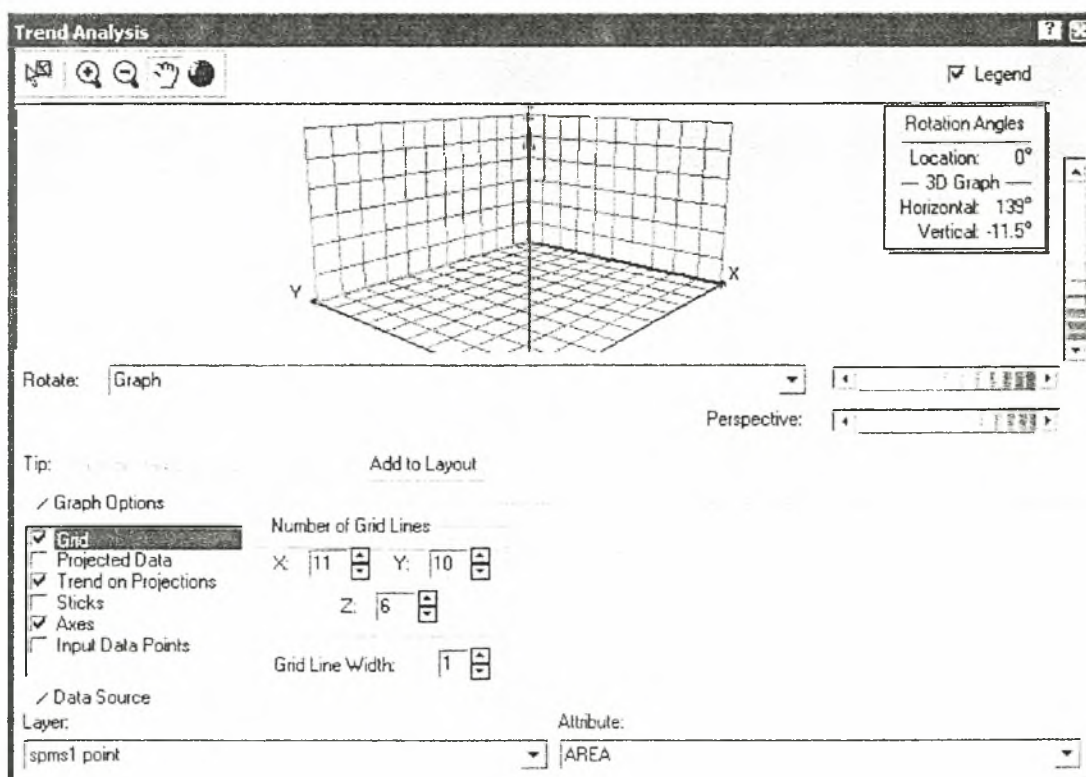 Trend Analysis
Legend
Rotation Angles
Location: 0°
3D Graph
Horizontal: 139°
Vertical: -11.5°
Y
X
Rotate: Graph
Perspective:
Tip:
Add to Layout
Graph Options
Grid
Projected Data
Trend on Projections
Sticks
Axes
Input Data Points
Number of Grid Lines
X: 11 Y: 10
Z: 6
Grid Line Width: 1
Data Source
Layer: Attribute:
spms1 point AREA